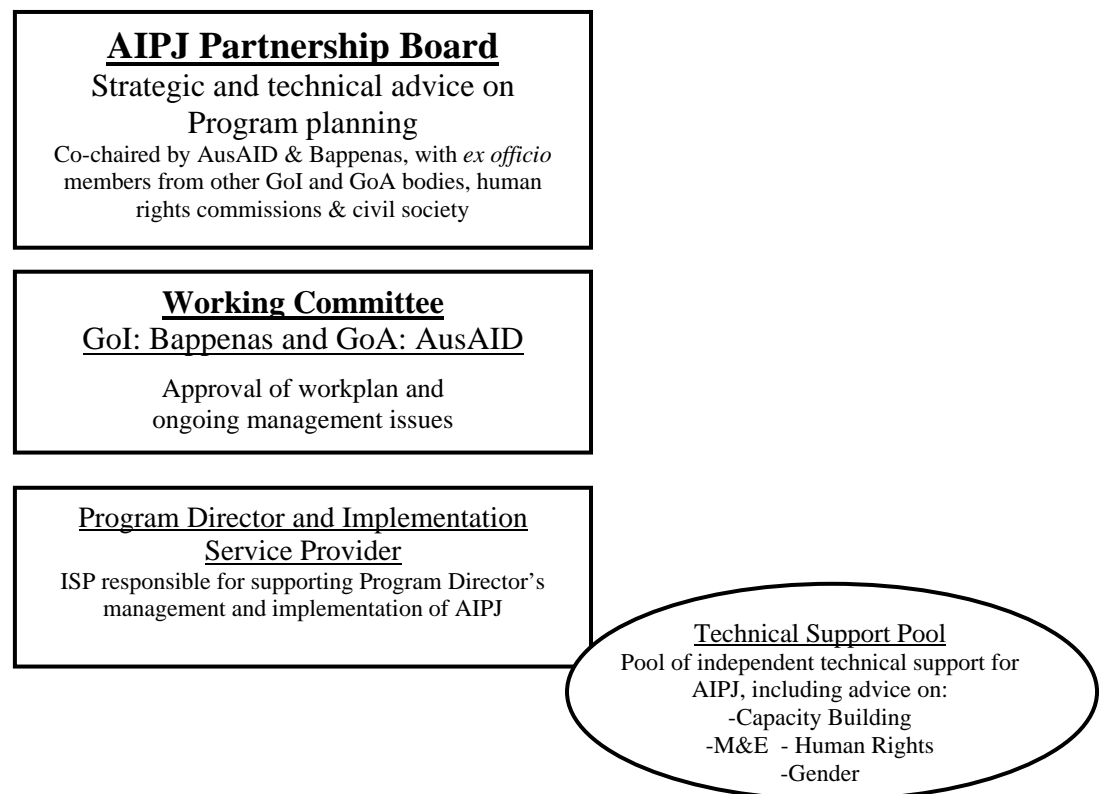 AIPJ Partnership Board
Strategic and technical advice on
Program planning
Co-chaired by AusAID & Bappenas, with ex officio
members from other GoI and GoA bodies, human
rights commissions & civil society
Working Committee
GoI: Bappenas and GoA: AusAID
Approval of workplan and
ongoing management issues
Program Director and Implementation
Service Provider
ISP responsible for supporting Program Director’s
management and implementation of AIPJ
Technical Support Pool
Pool of independent technical support for
AIPJ, including advice on:
-Capacity Building
-M&E - Human Rights
-Gender